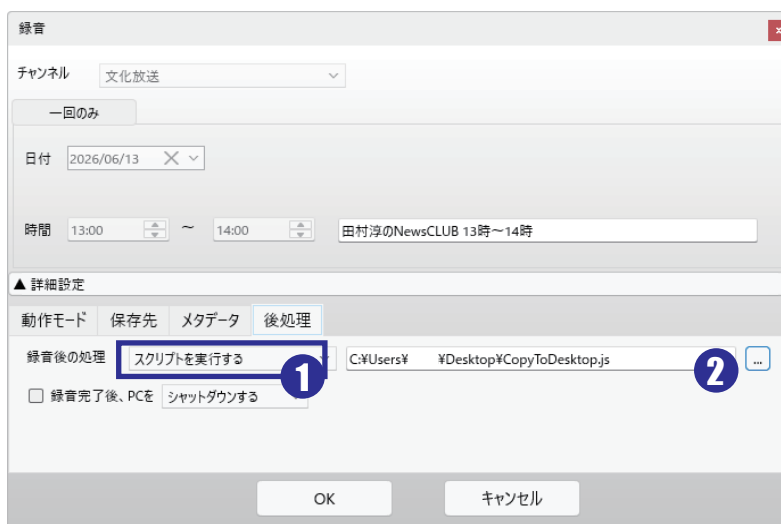 録音
チャンネル 文化放送
一回のみ
日付 2026/06/13
時間 13:00 ～ 14:00 田村淳のNewsCLUB 13時～14時
▲ 詳細設定
動作モード 保存先 メタデータ 後処理
録音後の処理 スクリプトを実行する 1 C:¥Users¥ ¥Desktop¥CopyToDesktop.js 2 ...
録音完了後、PCを シャットダウンする
OK キャンセル